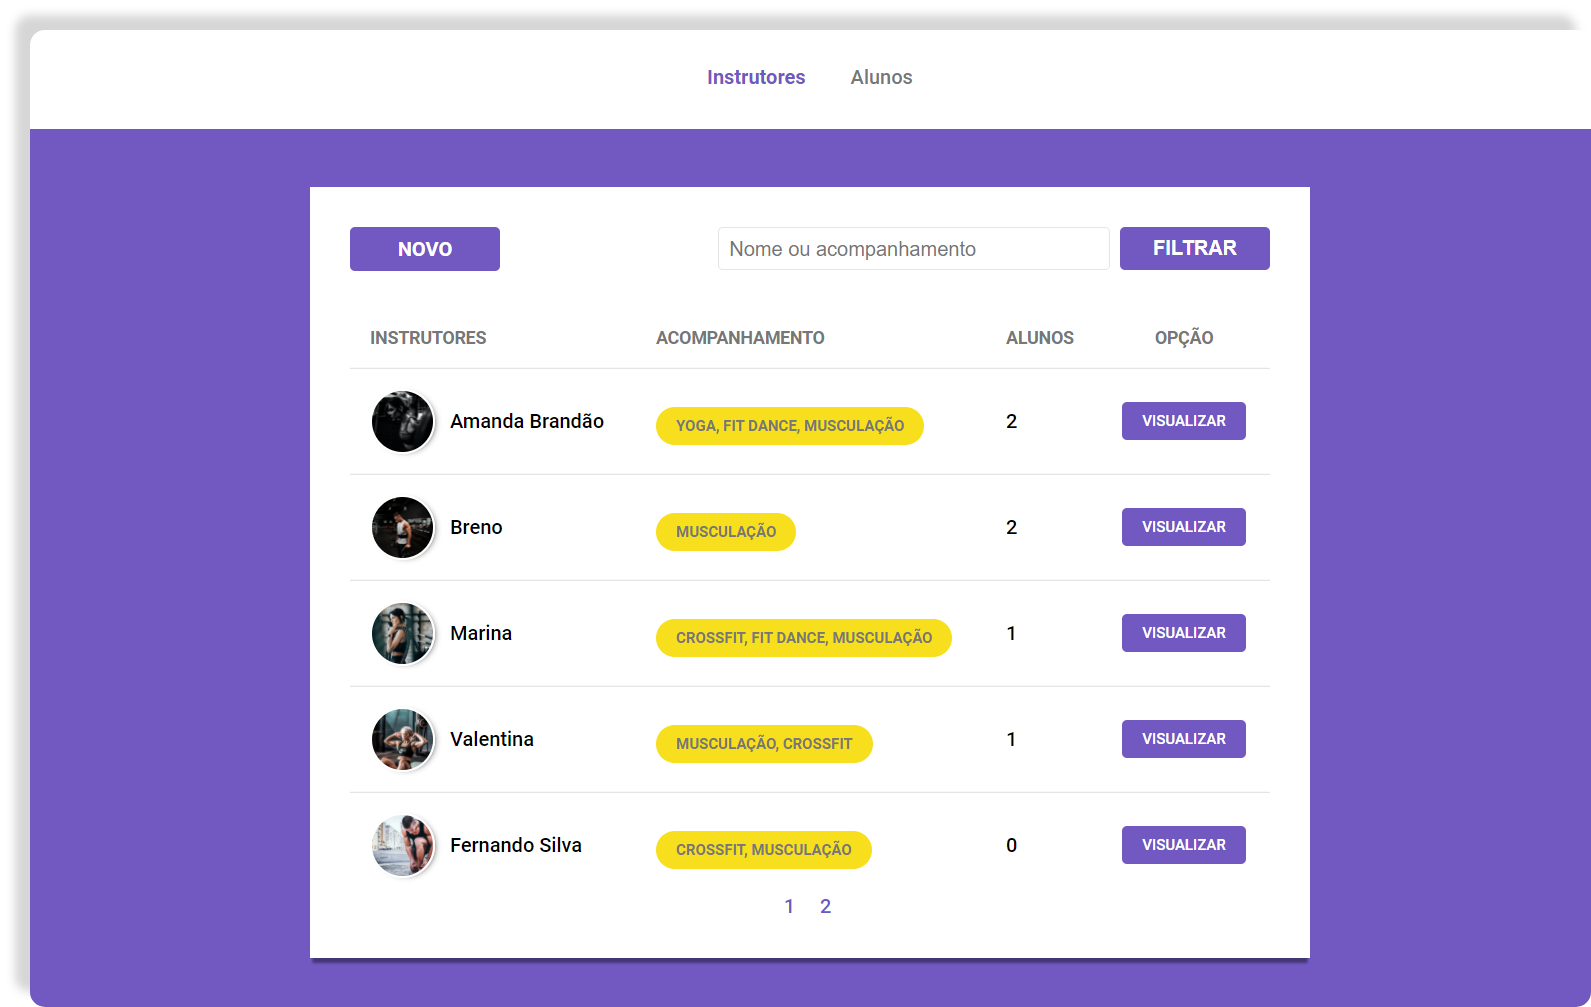 Instrutores Alunos
NOVO Nome ou acompanhamento FILTRAR
INSTRUTORES ACOMPANHAMENTO ALUNOS OPÇÃO
Amanda Brandão YOGA, FIT DANCE, MUSCULAÇÃO 2 VISUALIZAR
Breno MUSCULAÇÃO 2 VISUALIZAR
Marina CROSSFIT, FIT DANCE, MUSCULAÇÃO 1 VISUALIZAR
Valentina MUSCULAÇÃO, CROSSFIT 1 VISUALIZAR
Fernando Silva CROSSFIT, MUSCULAÇÃO 0 VISUALIZAR
1 2